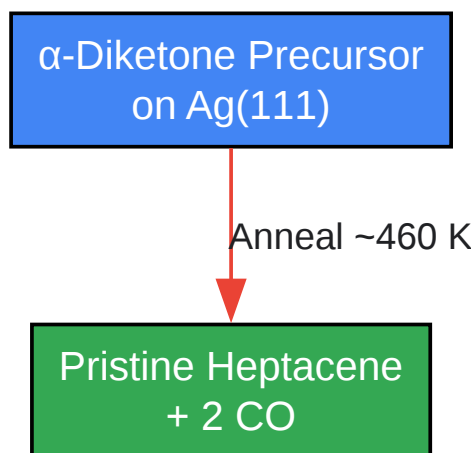 α-Diketone Precursor
on Ag(111)
Anneal ~460 K
Pristine Heptacene
+ 2 CO